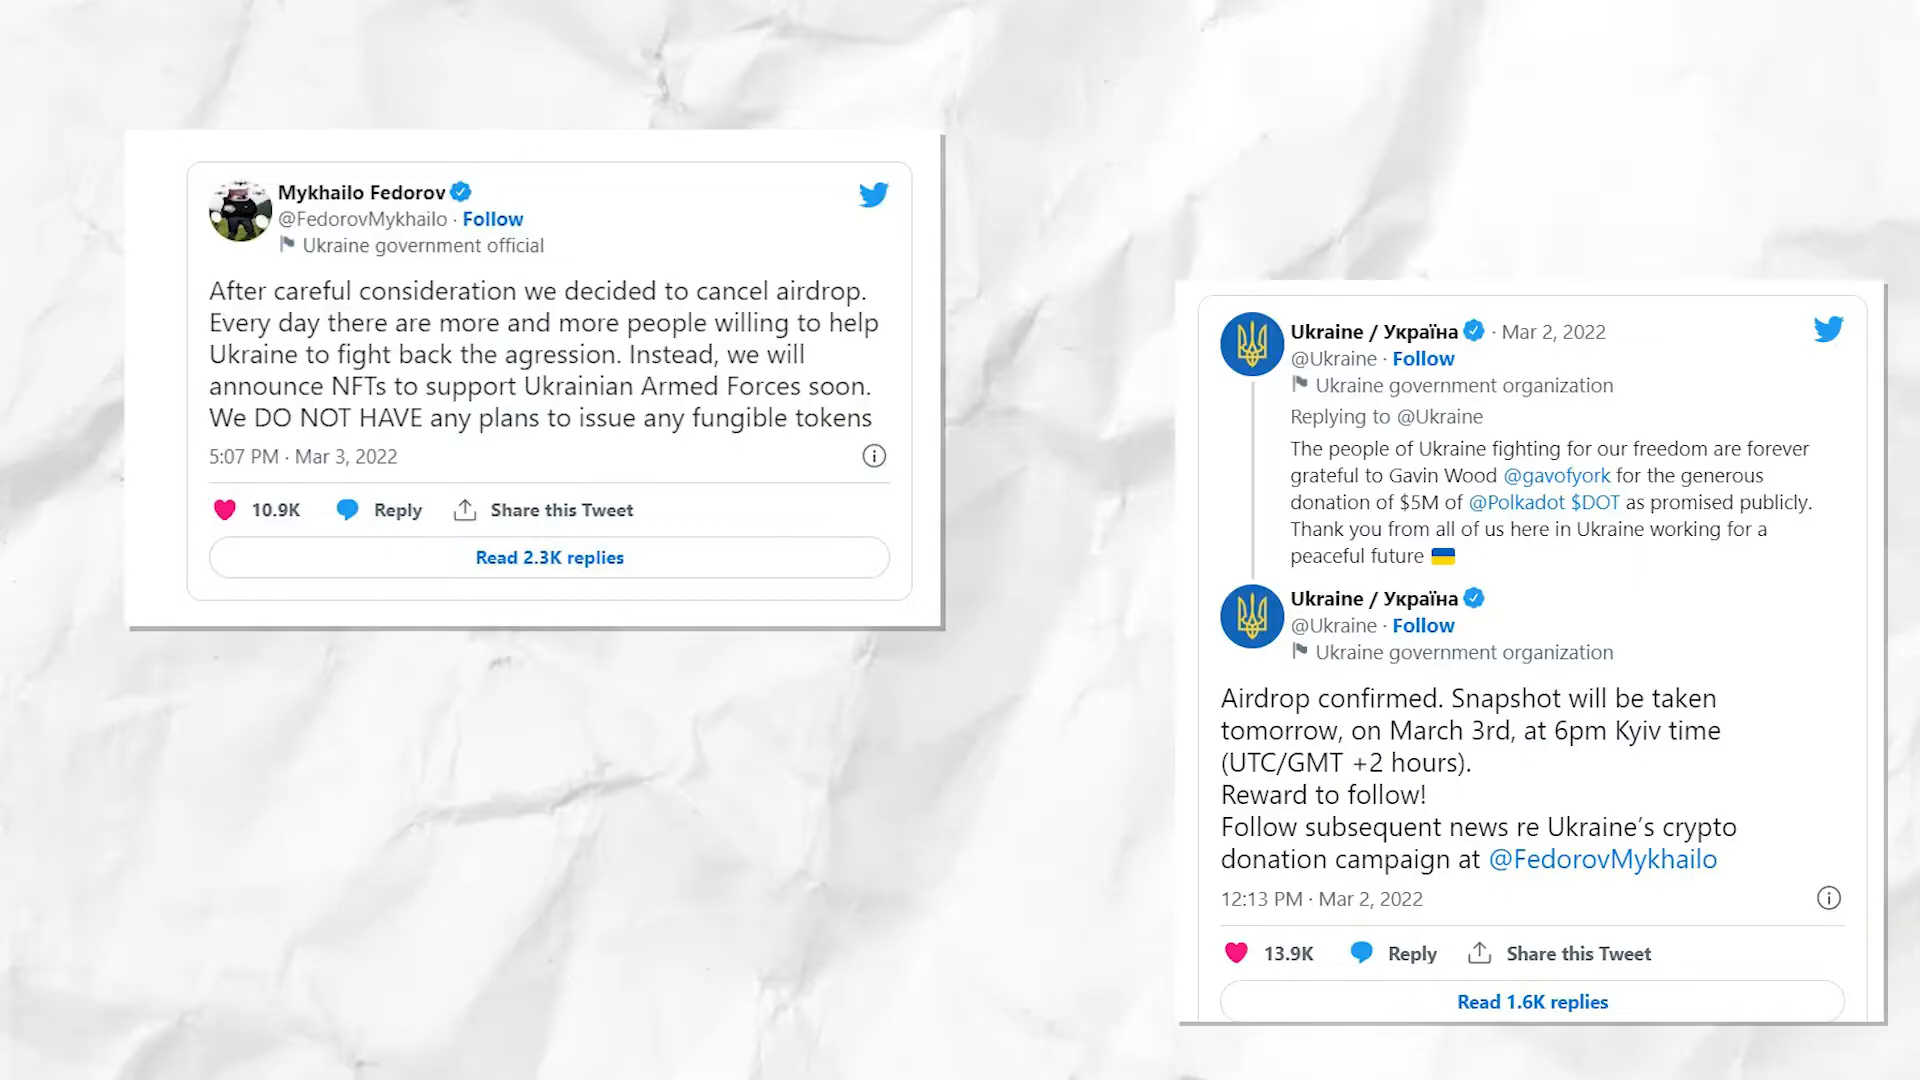 Mykhailo Fedorov
@FedorovMykhailo · Follow
Ukraine government official
After careful consideration we decided to cancel airdrop.
Every day there are more and more people willing to help
Ukraine to fight back the agression. Instead, we will
announce NFTs to support Ukrainian Armed Forces soon.
We DO NOT HAVE any plans to issue any fungible tokens
5:07 PM · Mar 3, 2022
10.9K Reply Share this Tweet
Read 2.3K replies
Ukraine / Україна · Mar 2, 2022
@Ukraine · Follow
Ukraine government organization
Replying to @Ukraine
The people of Ukraine fighting for our freedom are forever
grateful to Gavin Wood @gavofyork for the generous
donation of $5M of @Polkadot $DOT as promised publicly.
Thank you from all of us here in Ukraine working for a
peaceful future
Ukraine / Україна
@Ukraine · Follow
Ukraine government organization
Airdrop confirmed. Snapshot will be taken
tomorrow, on March 3rd, at 6pm Kyiv time
(UTC/GMT +2 hours).
Reward to follow!
Follow subsequent news re Ukraine’s crypto
donation campaign at @FedorovMykhailo
12:13 PM · Mar 2, 2022
13.9K Reply Share this Tweet
Read 1.6K replies